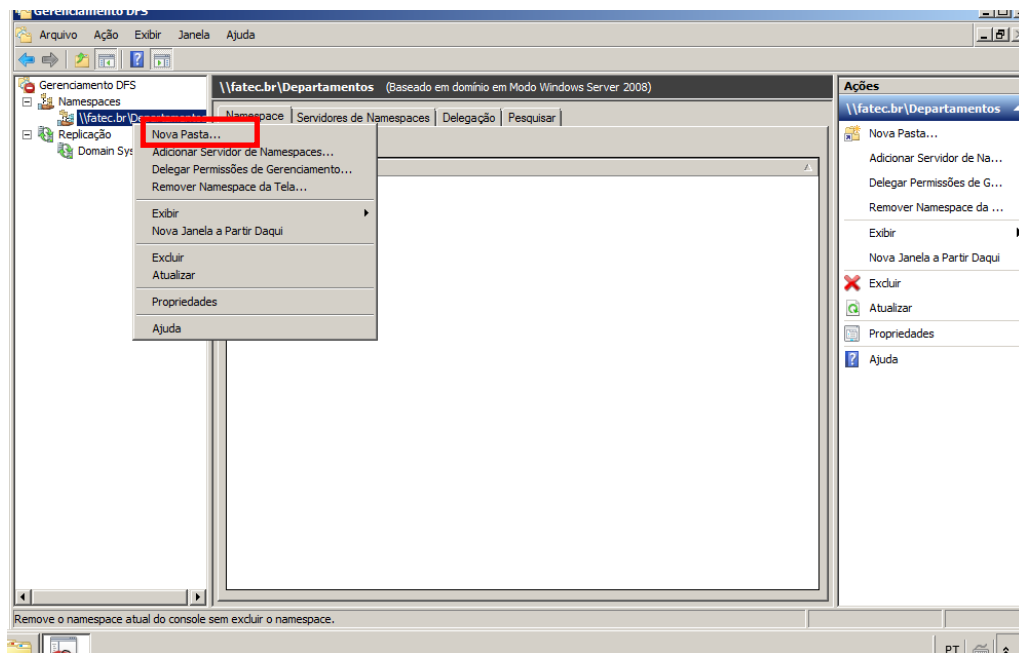 Gerenciamento DFS
Arquivo Ação Exibir Janela Ajuda
Gerenciamento DFS
Namespaces
\\fatec.br\Departamentos
Replicação
Domain Sys
\\fatec.br\Departamentos (Baseado em domínio em Modo Windows Server 2008)
Namespace Servidores de Namespaces Delegação Pesquisar
Nova Pasta...
Adicionar Servidor de Namespaces...
Delegar Permissões de Gerenciamento...
Remover Namespace da Tela...
Exibir
Nova Janela a Partir Daqui
Excluir
Atualizar
Propriedades
Ajuda
Ações
\\fatec.br\Departamentos
Nova Pasta...
Adicionar Servidor de Na...
Delegar Permissões de G...
Remover Namespace da ...
Exibir
Nova Janela a Partir Daqui
Excluir
Atualizar
Propriedades
Ajuda
Remove o namespace atual do console sem excluir o namespace.
PT